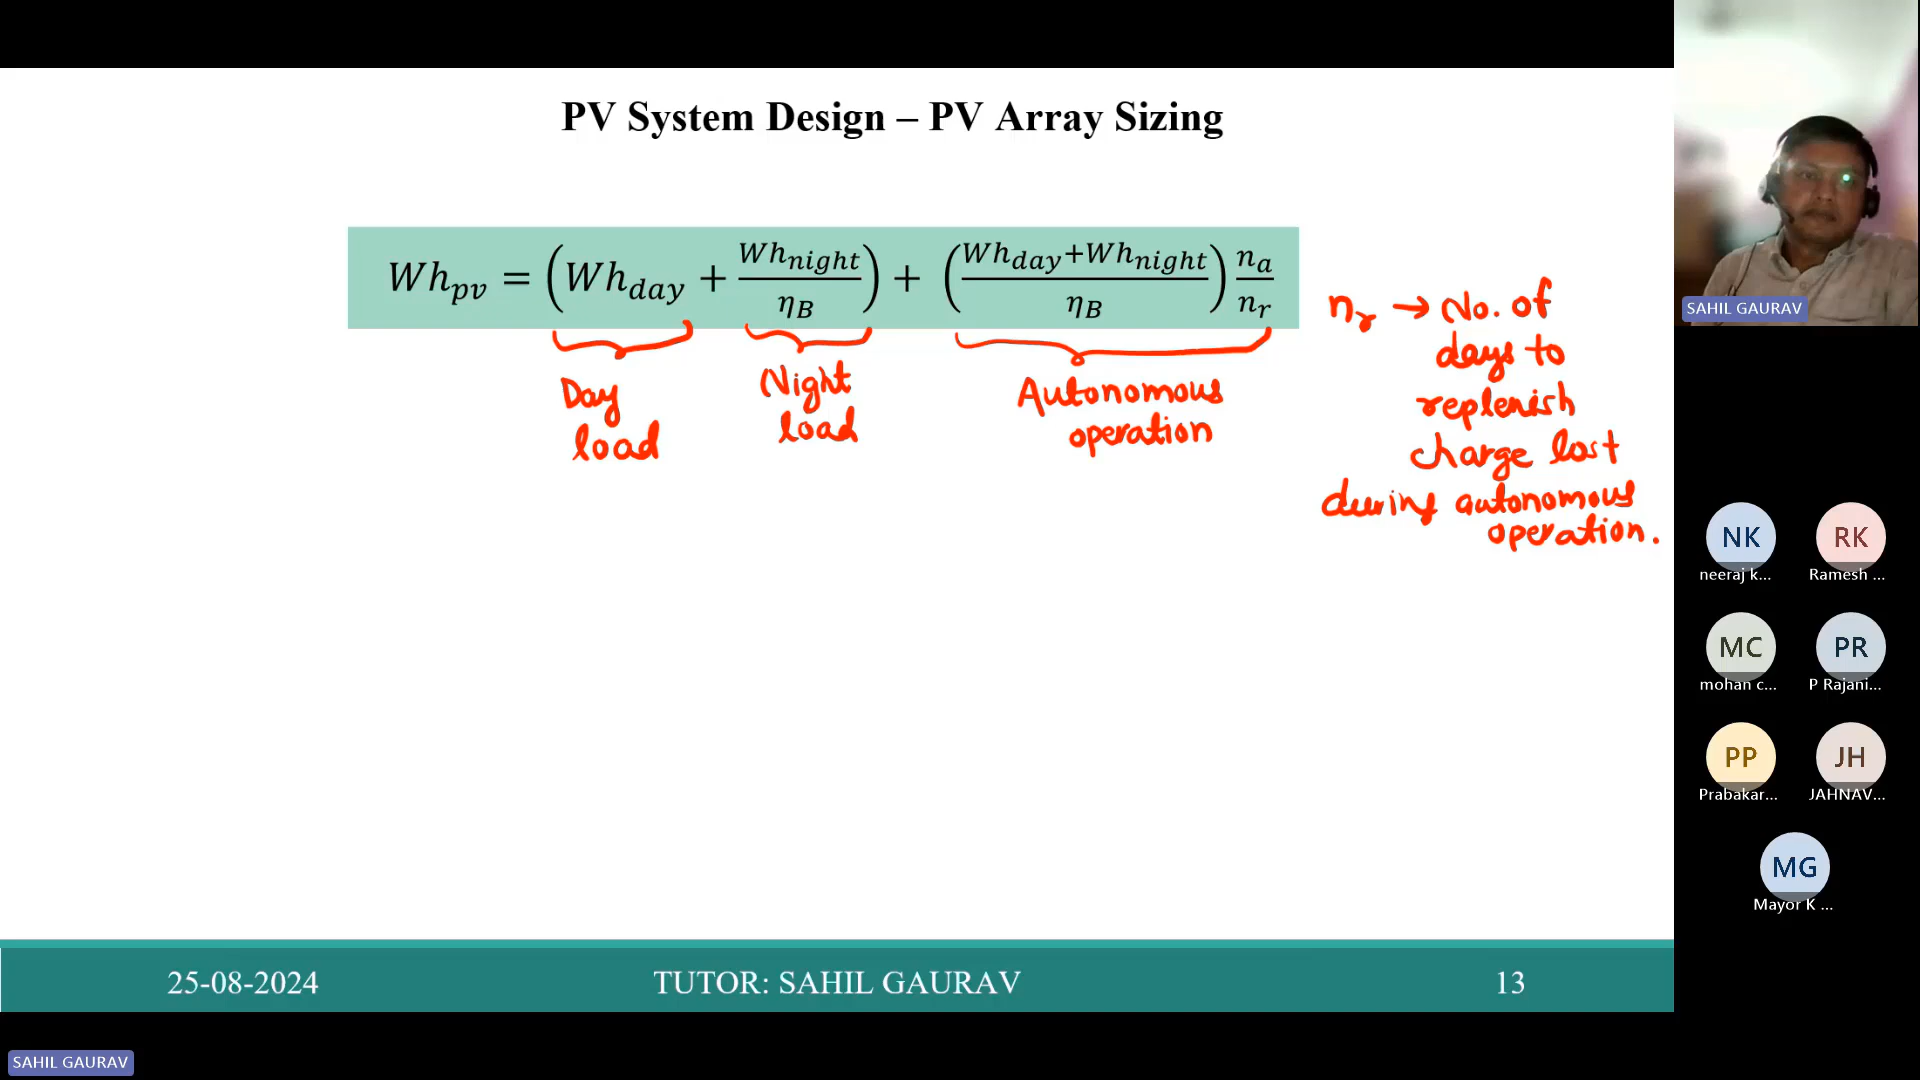 PV System Design – PV Array Sizing
Wh_pv = (Wh_day + Wh_night / η_B) + ((Wh_day+Wh_night) / η_B) n_a / n_r
Day
load
Night
load
Autonomous
operation
n_r → No. of
days to
replenish
charge lost
during autonomous
operation.
25-08-2024
TUTOR: SAHIL GAURAV
13
SAHIL GAURAV
SAHIL GAURAV
NK
neeraj k...
RK
Ramesh ...
MC
mohan c...
PR
P Rajani...
PP
Prabakar...
JH
JAHNAV...
MG
Mayor K ...